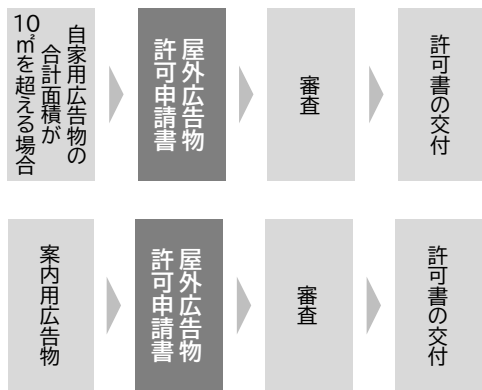 自家用広告物の
合計面積が
10㎡を超える場合
屋外広告物
許可申請書
審査
許可書の交付
案内用広告物
屋外広告物
許可申請書
審査
許可書の交付